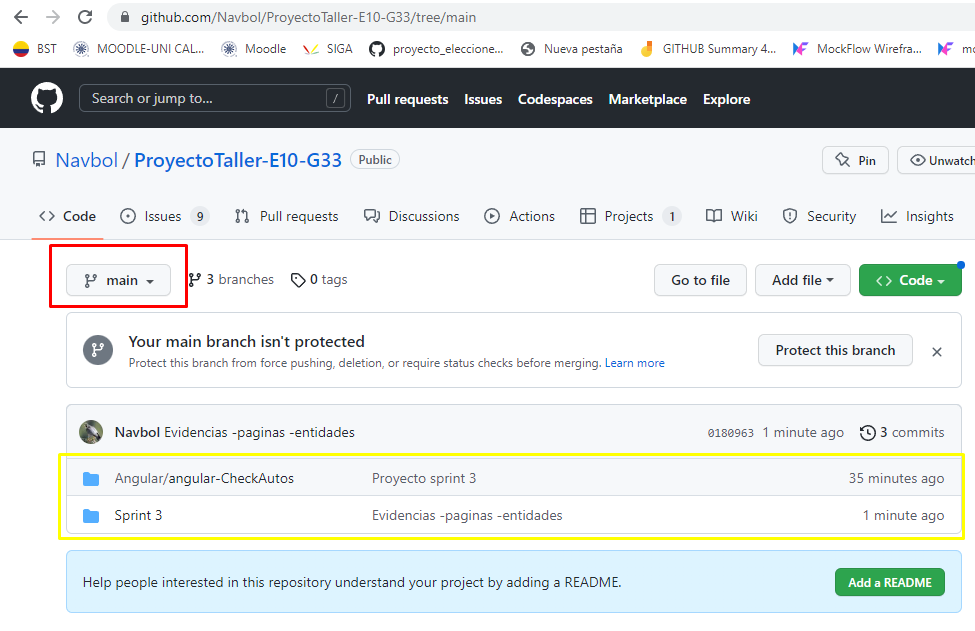 github.com/Navbol/ProyectoTaller-E10-G33/tree/main
BST MOODLE-UNI CAL... Moodle SIGA proyecto_eleccione... Nueva pestaña GITHUB Summary 4... MockFlow Wirefra... mo
Search or jump to... / Pull requests Issues Codespaces Marketplace Explore
Navbol / ProyectoTaller-E10-G33 Public Pin Unwatch
Code Issues 9 Pull requests Discussions Actions Projects 1 Wiki Security Insights
main 3 branches 0 tags Go to file Add file Code
Your main branch isn't protected
Protect this branch from force pushing, deletion, or require status checks before merging. Learn more
Protect this branch
Navbol Evidencias -paginas -entidades 0180963 1 minute ago 3 commits
Angular/angular-CheckAutos Proyecto sprint 3 35 minutes ago
Sprint 3 Evidencias -paginas -entidades 1 minute ago
Help people interested in this repository understand your project by adding a README. Add a README